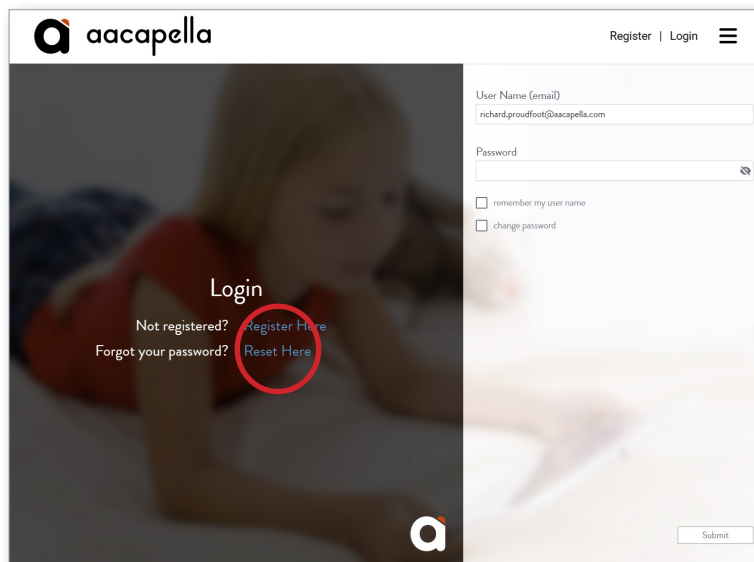 aacapella
Register | Login
User Name (email)
richard.proudfoot@aacapella.com
Password
remember my user name
change password
Login
Not registered? Register Here
Forgot your password? Reset Here
Submit